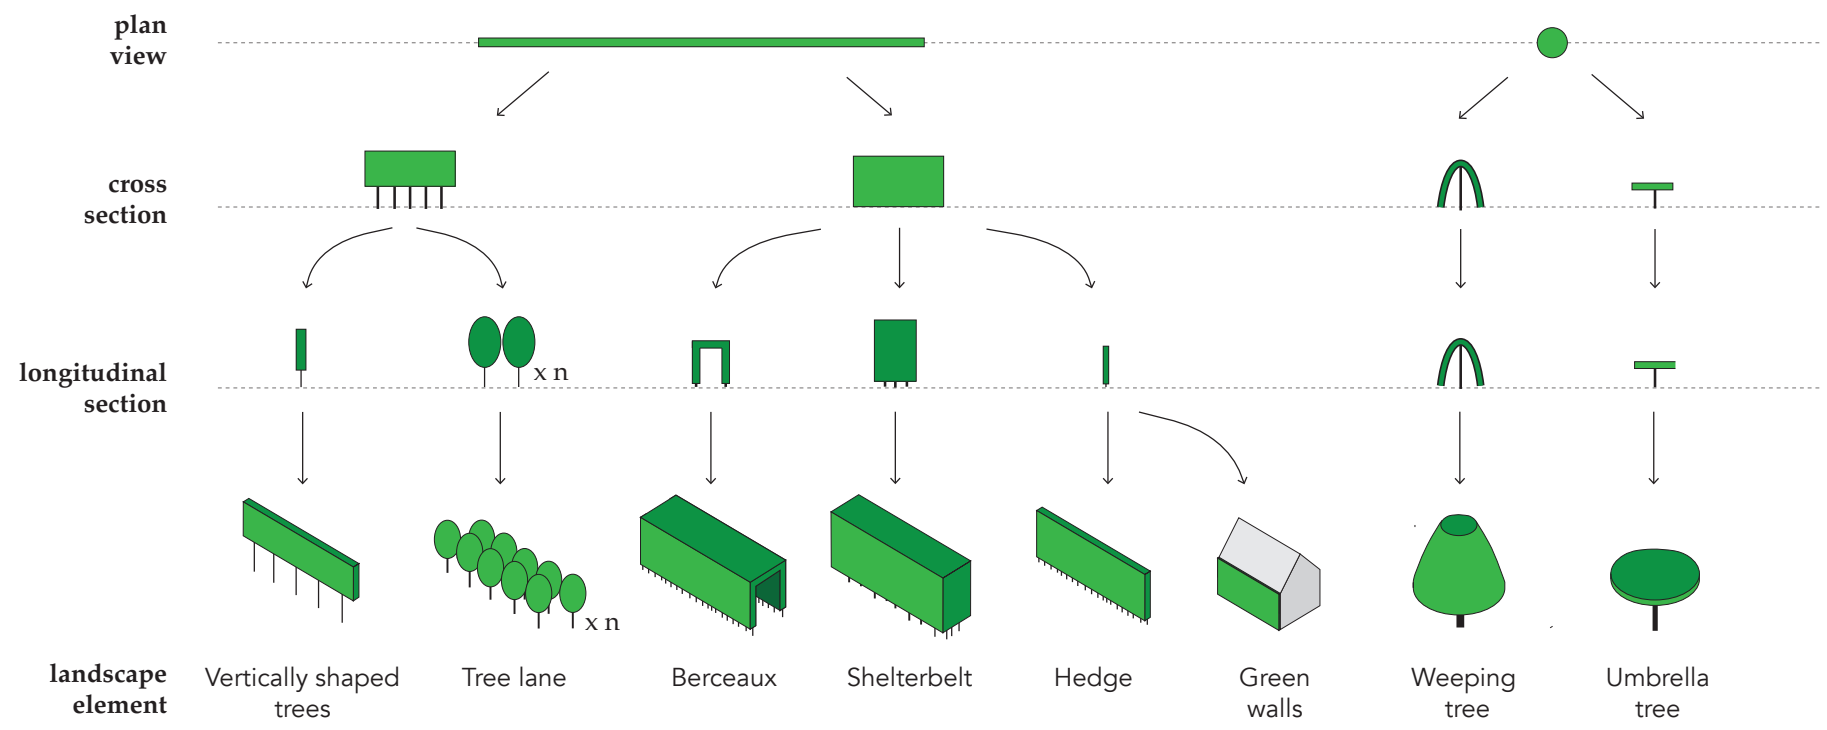 plan
view
cross
section
longitudinal
section
x n
x n
landscape
element
Vertically shaped
trees
Tree lane
Berceaux
Shelterbelt
Hedge
Green
walls
Weeping
tree
Umbrella
tree